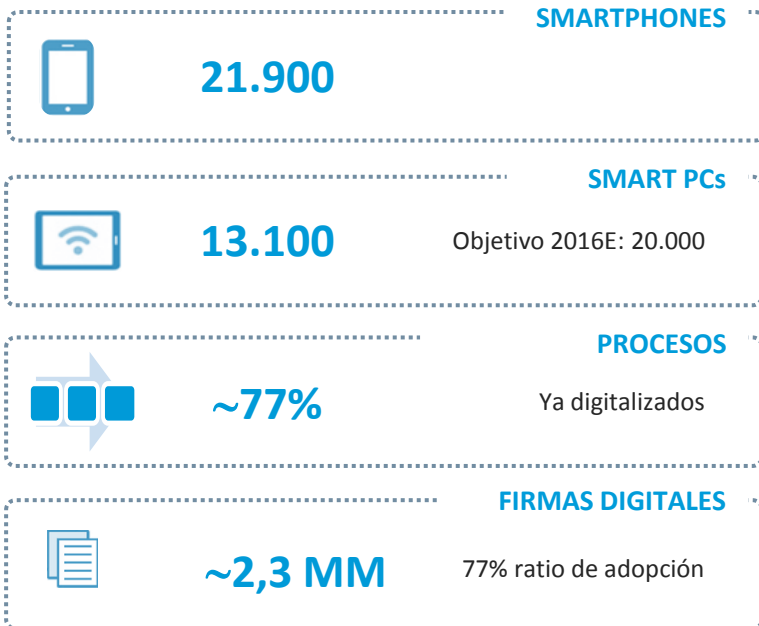 SMARTPHONES
21.900
SMART PCs
13.100
Objetivo 2016E: 20.000
PROCESOS
~77%
Ya digitalizados
FIRMAS DIGITALES
~2,3 MM
77% ratio de adopción